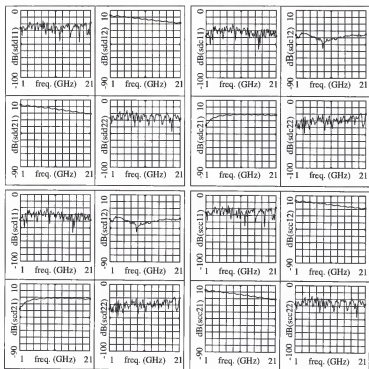 0
dB(sdd11)
-100
1 freq. (GHz) 21
10
dB(sdd12)
-90
1 freq. (GHz) 21
0
dB(sdc11)
-100
1 freq. (GHz) 21
10
dB(sdc12)
-90
1 freq. (GHz) 21
10
dB(sdd21)
-90
1 freq. (GHz) 21
0
dB(sdd22)
-100
1 freq. (GHz) 21
10
dB(sdc21)
-90
1 freq. (GHz) 21
0
dB(sdc22)
-100
1 freq. (GHz) 21
0
dB(scd11)
-100
1 freq. (GHz) 21
10
dB(scd12)
-90
1 freq. (GHz) 21
0
dB(scc11)
-100
1 freq. (GHz) 21
10
dB(scc12)
-90
1 freq. (GHz) 21
10
dB(scd21)
-90
1 freq. (GHz) 21
0
dB(scd22)
-100
1 freq. (GHz) 21
10
dB(scc21)
-90
1 freq. (GHz) 21
0
dB(scc22)
-100
1 freq. (GHz) 21